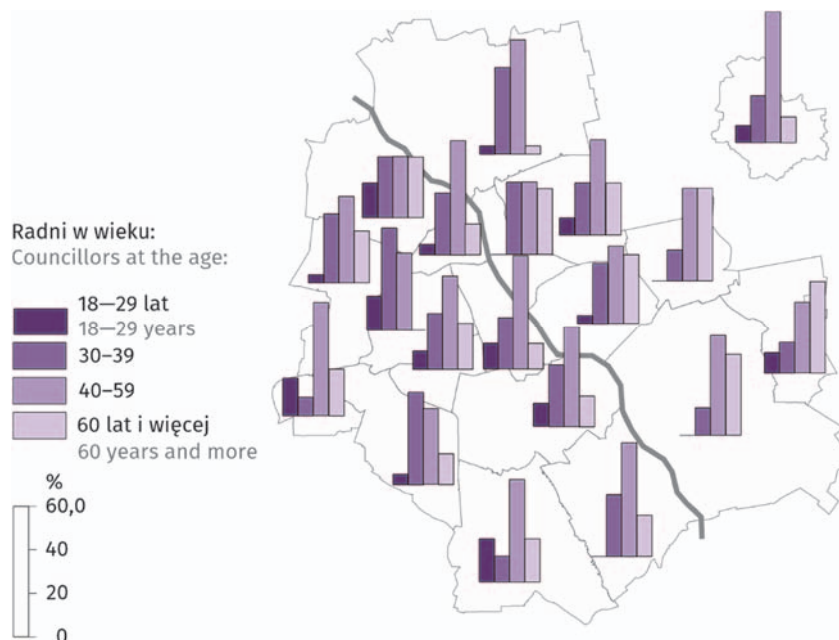 Radni w wieku:
Councillors at the age:
18—29 lat
18—29 years
30–39
40–59
60 lat i więcej
60 years and more
%
60,0
40
20
0